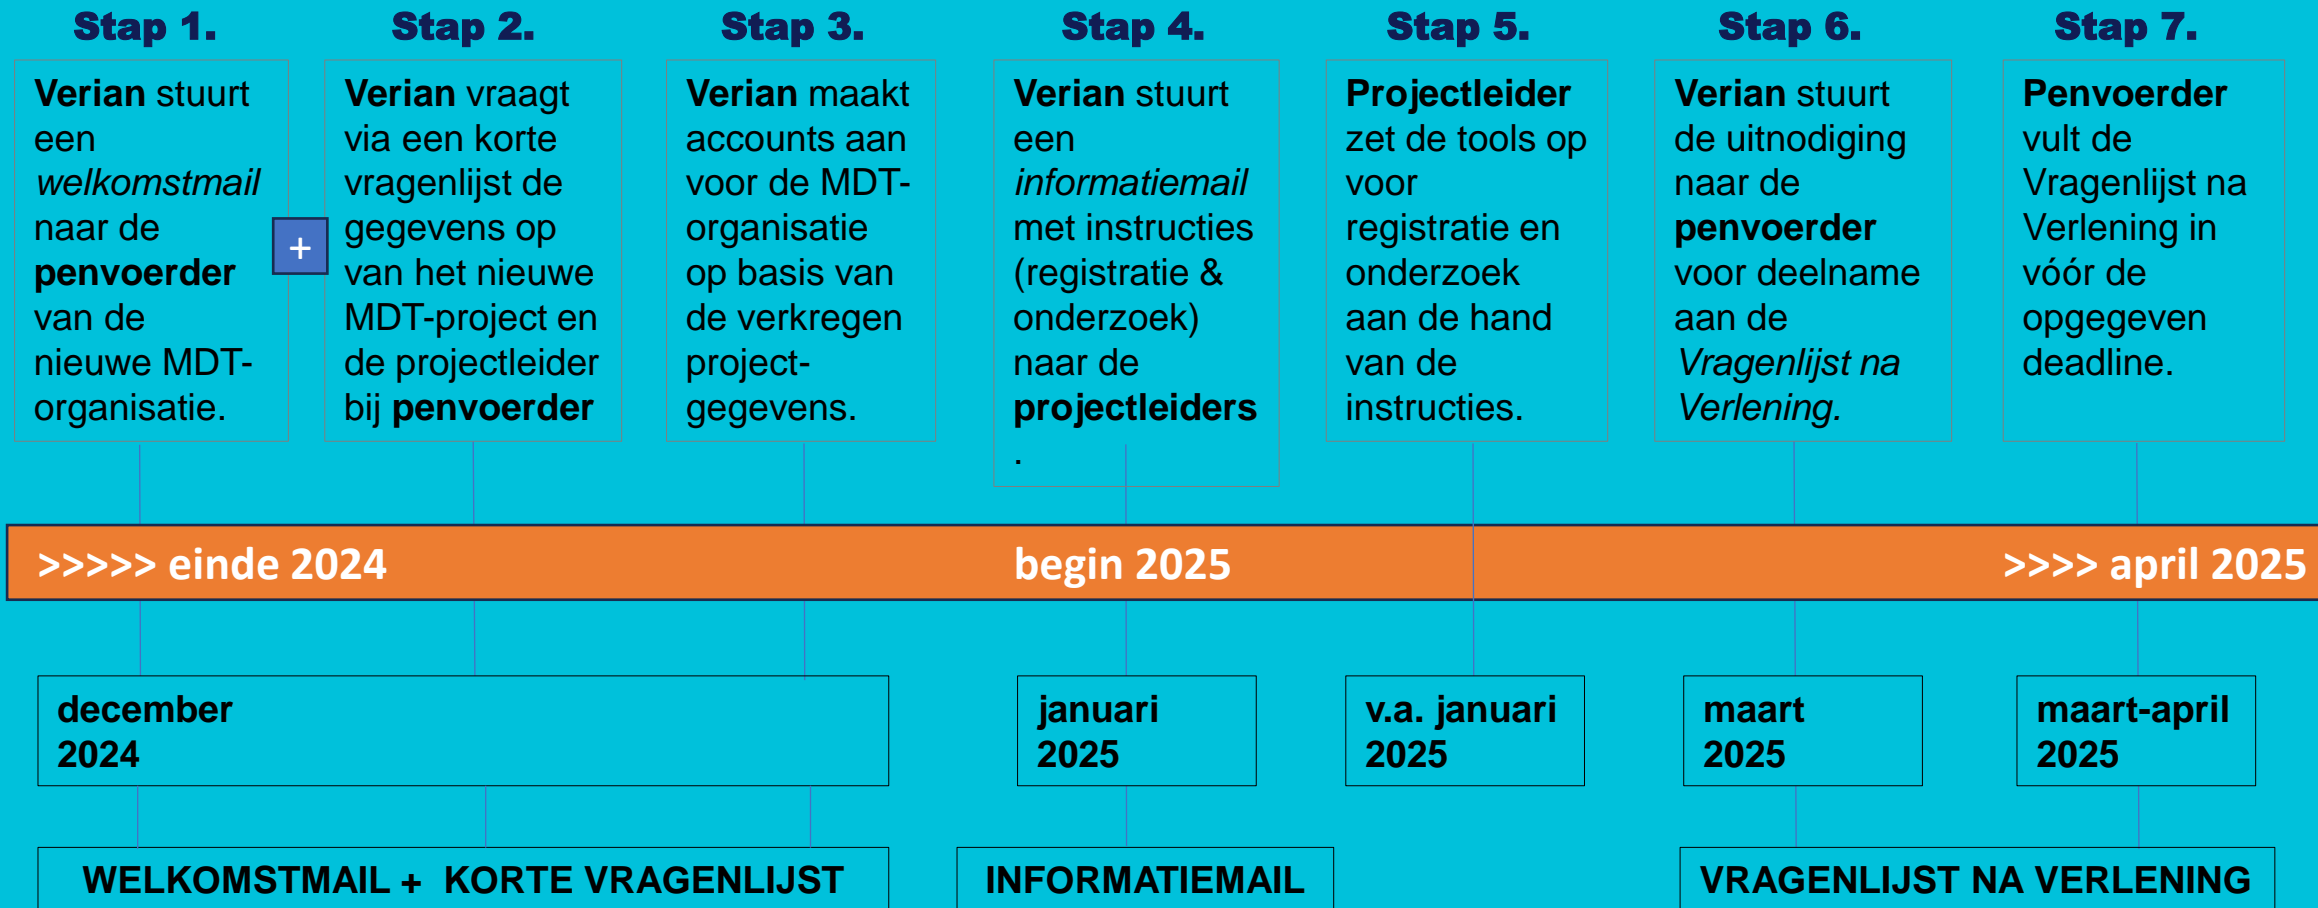 Stap 1.
Verian stuurt
een
welkomstmail
naar de
penvoerder
van de
nieuwe MDT-
organisatie.
+
Stap 2.
Verian vraagt
via een korte
vragenlijst de
gegevens op
van het nieuwe
MDT-project en
de projectleider
bij penvoerder
Stap 3.
Verian maakt
accounts aan
voor de MDT-
organisatie
op basis van
de verkregen
project-
gegevens.
Stap 4.
Verian stuurt
een
informatiemail
met instructies
(registratie &
onderzoek)
naar de
projectleiders
.
Stap 5.
Projectleider
zet de tools op
voor
registratie en
onderzoek
aan de hand
van de
instructies.
Stap 6.
Verian stuurt
de uitnodiging
naar de
penvoerder
voor deelname
aan de
Vragenlijst na
Verlening.
Stap 7.
Penvoerder
vult de
Vragenlijst na
Verlening in
vóór de
opgegeven
deadline.
>>>>> einde 2024
begin 2025
>>>> april 2025
december
2024
januari
2025
v.a. januari
2025
maart
2025
maart-april
2025
WELKOMSTMAIL + KORTE VRAGENLIJST
INFORMATIEMAIL
VRAGENLIJST NA VERLENING